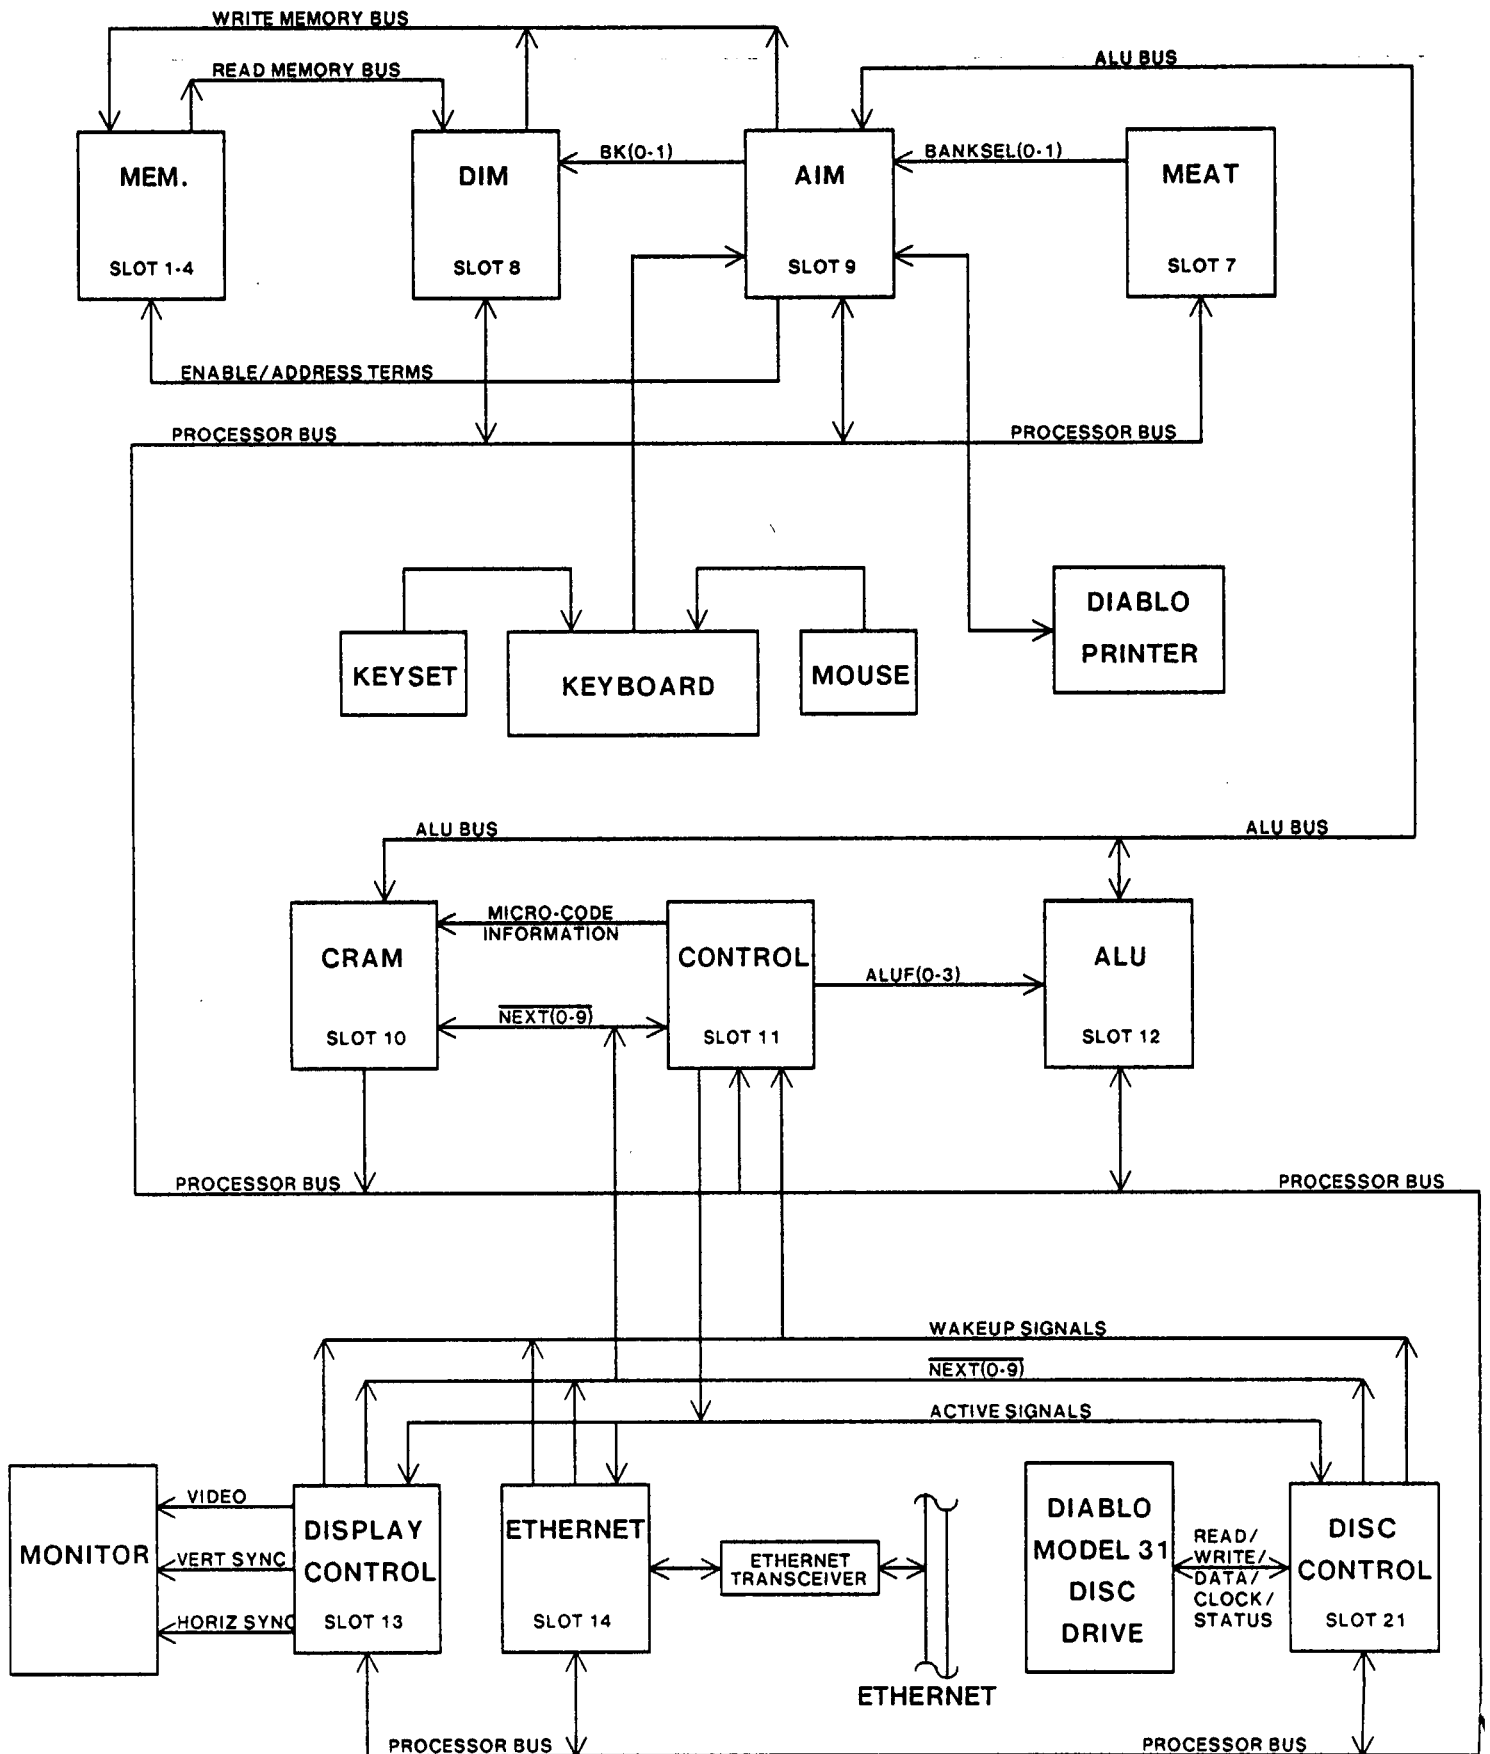 WRITE MEMORY BUS
READ MEMORY BUS
ALU BUS
MEM.
SLOT 1-4
DIM
SLOT 8
BK(0-1)
AIM
SLOT 9
BANKSEL(0-1)
MEAT
SLOT 7
ENABLE/ADDRESS TERMS
PROCESSOR BUS
PROCESSOR BUS
KEYSET
KEYBOARD
MOUSE
DIABLO
PRINTER
ALU BUS
ALU BUS
CRAM
SLOT 10
MICRO-CODE
INFORMATION
NEXT(0-9)
CONTROL
SLOT 11
ALUF(0-3)
ALU
SLOT 12
PROCESSOR BUS
PROCESSOR BUS
WAKEUP SIGNALS
NEXT(0-9)
ACTIVE SIGNALS
MONITOR
VIDEO
VERT SYNC
HORIZ SYNC
DISPLAY
CONTROL
SLOT 13
ETHERNET
SLOT 14
ETHERNET
TRANSCEIVER
ETHERNET
DIABLO
MODEL 31
DISC
DRIVE
READ/
WRITE/
DATA/
CLOCK/
STATUS
DISC
CONTROL
SLOT 21
PROCESSOR BUS
PROCESSOR BUS